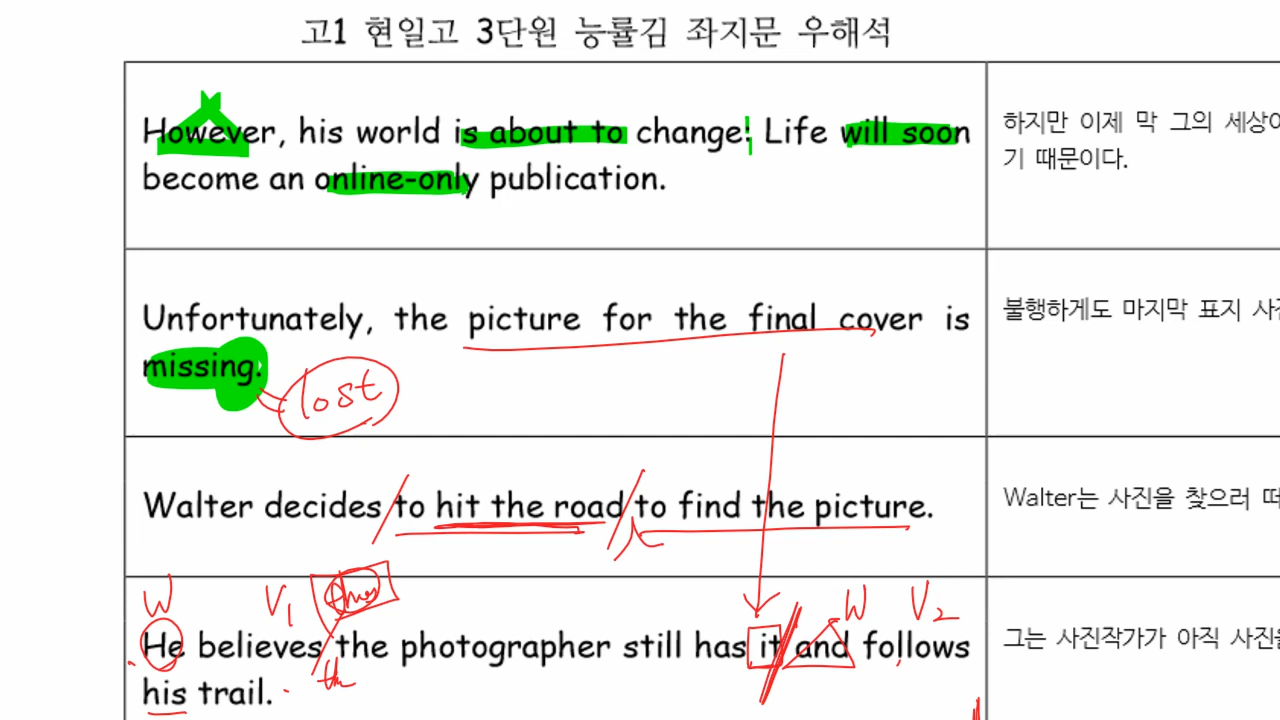 고1 현일고 3단원 능률김 좌지문 우해석
However, his world is about to change: Life will soon
become an online-only publication.
하지만 이제 막 그의 세상이
기 때문이다.
Unfortunately, the picture for the final cover is
missing.
lost
불행하게도 마지막 표지 사진
Walter decides to hit the road to find the picture.
Walter는 사진을 찾으러 떠
W
V1
W
V2
He believes the photographer still has it and follows
his trail.
그는 사진작가가 아직 사진을